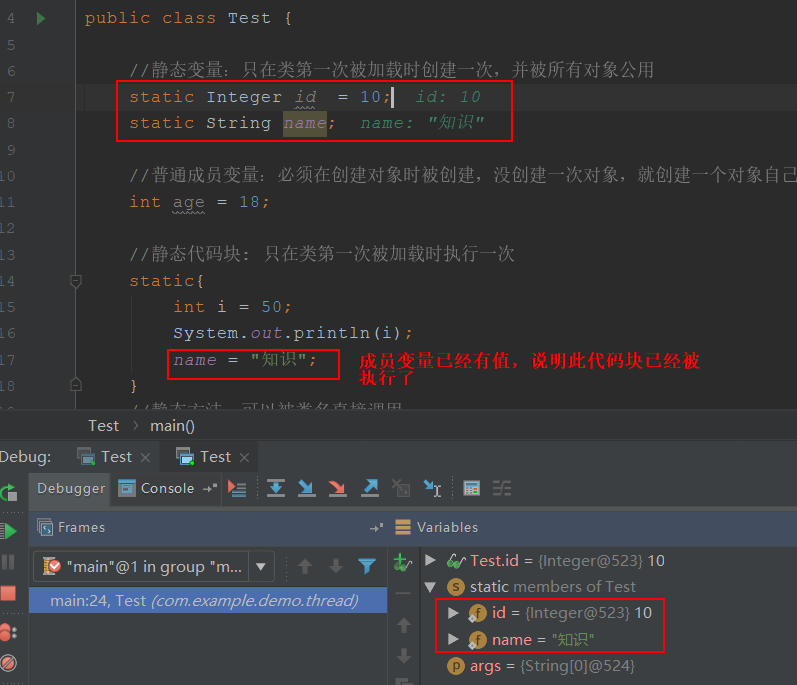 4 public class Test {
5
6 //静态变量：只在类第一次被加载时创建一次，并被所有对象公用
7 static Integer id = 10; id: 10
8 static String name; name: "知识"
9
10 //普通成员变量：必须在创建对象时被创建，没创建一次对象，就创建一个对象自己
11 int age = 18;
12
13 //静态代码块： 只在类第一次被加载时执行一次
14 static{
15 int i = 50;
16 System.out.println(i);
17 name = "知识"; 成员变量已经有值，说明此代码块已经被
执行了
18 }
//静态方法，可以被类名直接调用
Test main()
Debug: Test Test
Debugger Console
Frames Variables
"main"@1 in group "m... Test.id = {Integer@523} 10
main:24, Test (com.example.demo.thread) static members of Test
id = {Integer@523} 10
name = "知识"
args = {String[0]@524}